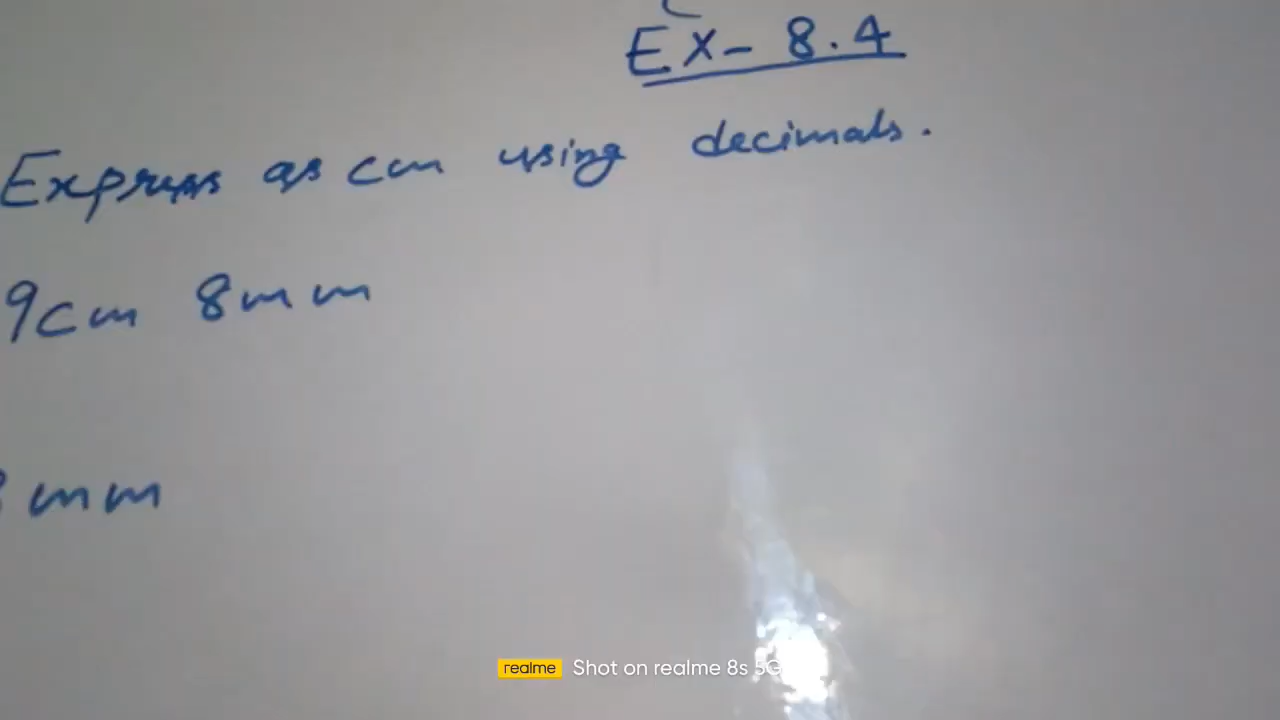 Ex- 8.4
Express as cm using decimals.
9cm 8mm
mm
realme Shot on realme 8s 5G